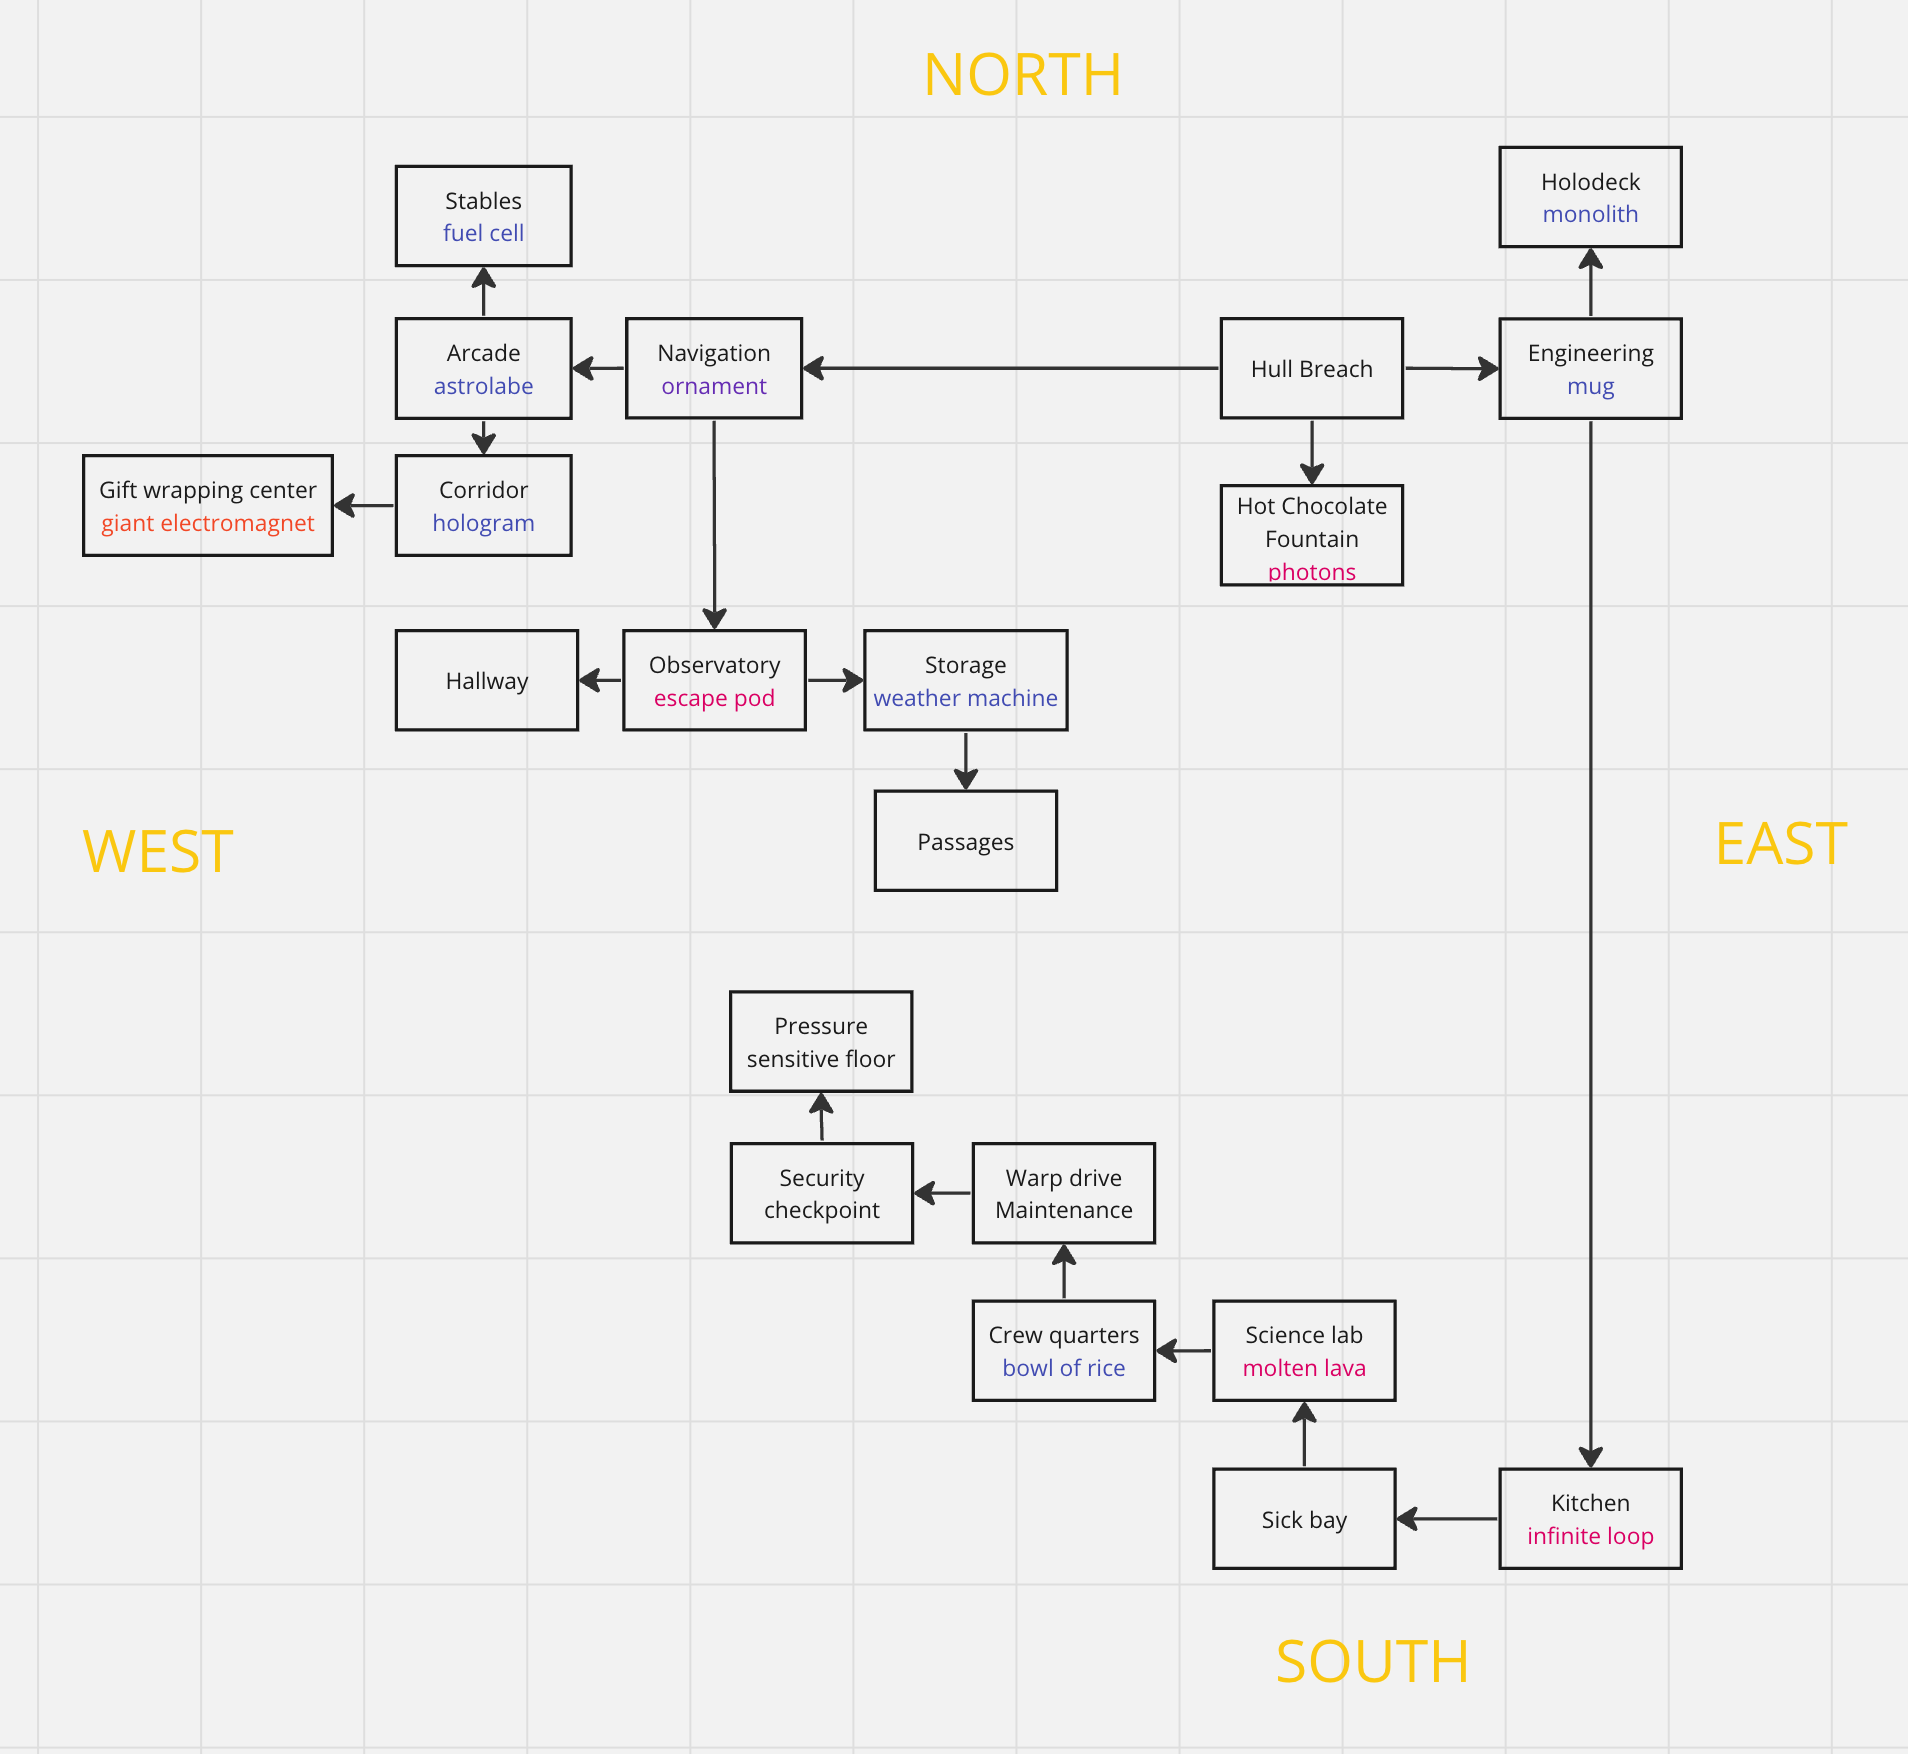 NORTH
Holodeck
monolith
Stables
fuel cell
Arcade
astrolabe
Navigation
ornament
Hull Breach
Engineering
mug
Gift wrapping center
giant electromagnet
Corridor
hologram
Hot Chocolate
Fountain
photons
Hallway
Observatory
escape pod
Storage
weather machine
Passages
WEST
EAST
Pressure
sensitive floor
Security
checkpoint
Warp drive
Maintenance
Crew quarters
bowl of rice
Science lab
molten lava
Sick bay
Kitchen
infinite loop
SOUTH